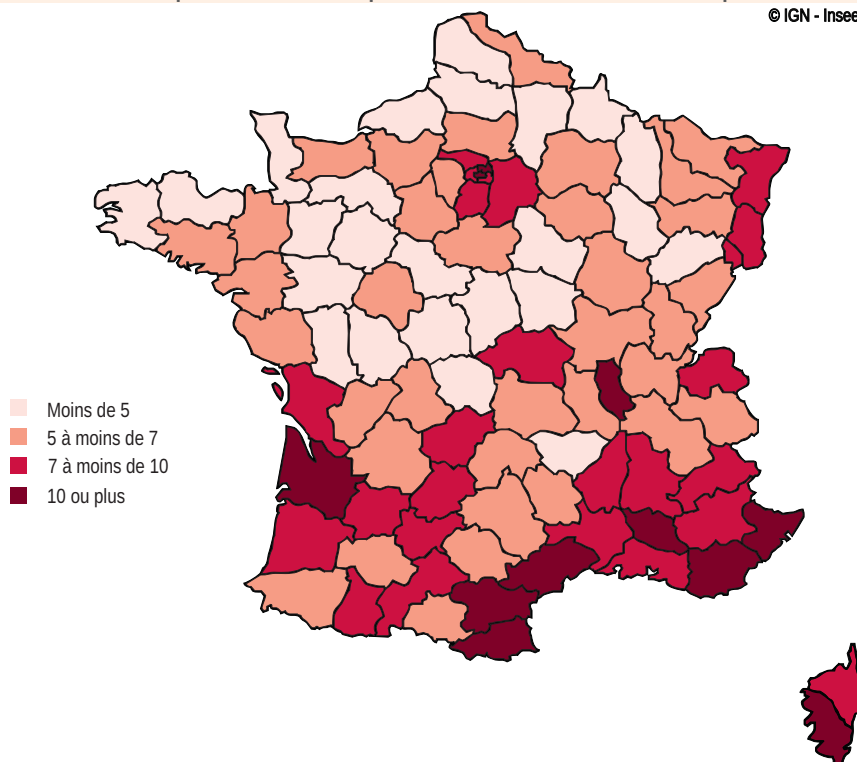 © IGN - Insee
Moins de 5
5 à moins de 7
7 à moins de 10
10 ou plus